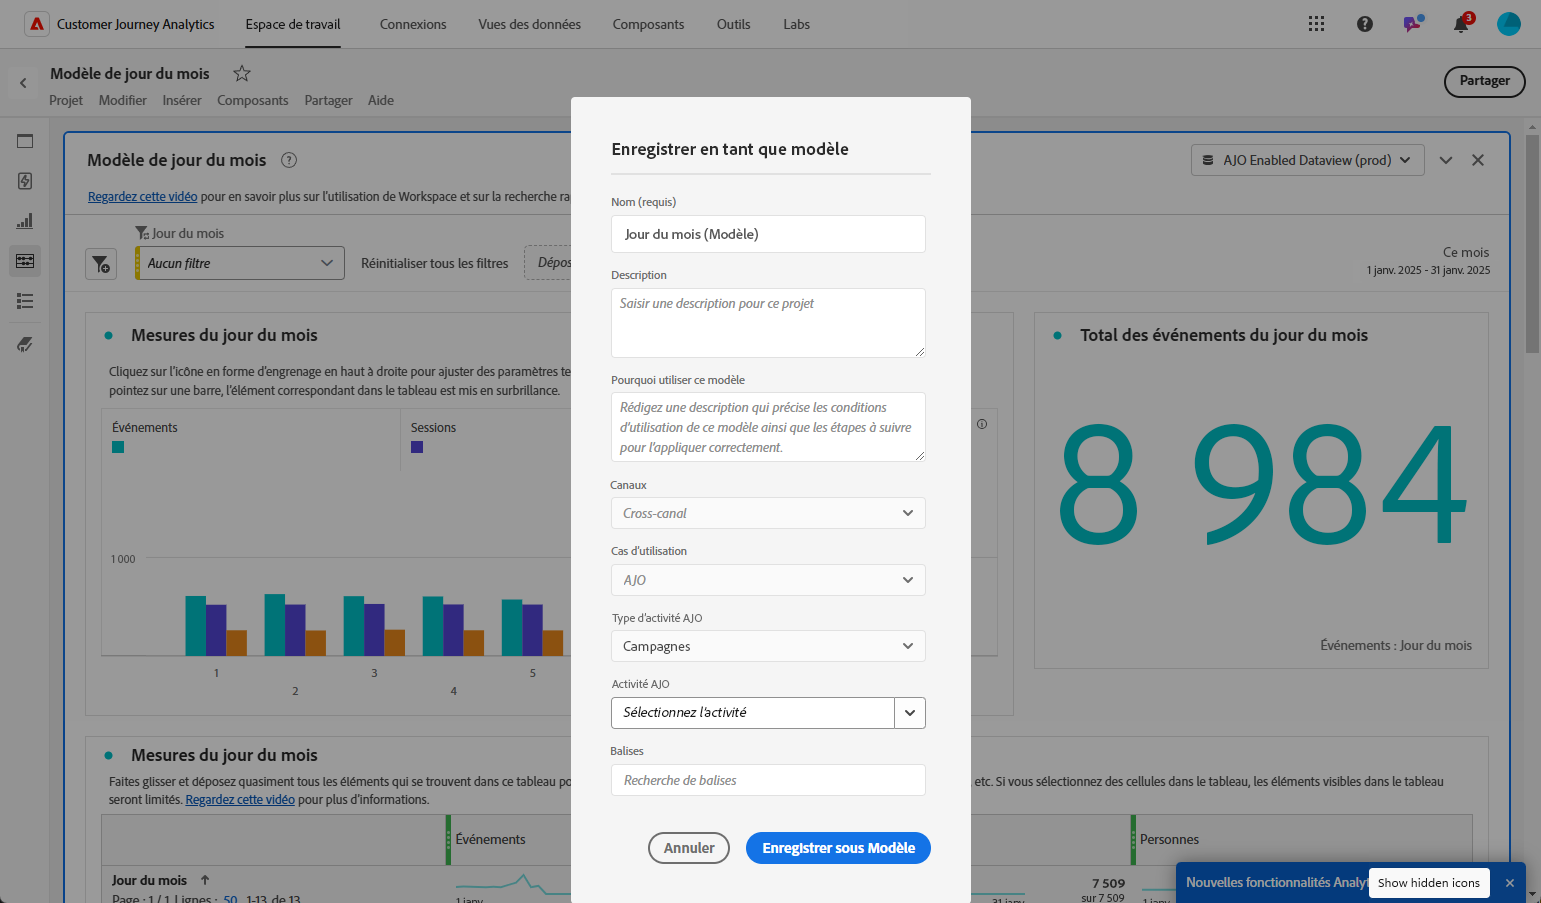 Customer Journey Analytics
Espace de travail
Connexions
Vues des données
Composants
Outils
Labs
3
Modèle de jour du mois
Projet Modifier Insérer Composants Partager Aide
Partager
Modèle de jour du mois ?
AJO Enabled Dataview (prod)
Regardez cette vidéo pour en savoir plus sur l'utilisation de Workspace et sur la recherche
Jour du mois
Aucun filtre
Réinitialiser tous les filtres
Ce mois
1 janv. 2025 - 31 janv. 2025
Mesures du jour du mois
Cliquez sur l'icône en forme d'engrenage en haut à droite pour ajuster des paramètres
pointez sur une barre, l'élément correspondant dans le tableau est mis en surbrillance.
Événements
Sessions
1 000
1
2
3
4
5
Total des événements du jour du mois
8 984
Événements : Jour du mois
Enregistrer en tant que modèle
Nom (requis)
Jour du mois (Modèle)
Description
Saisir une description pour ce projet
Pourquoi utiliser ce modèle
Rédigez une description qui précise les conditions
d'utilisation de ce modèle ainsi que les étapes à suivre
pour l'appliquer correctement.
Canaux
Cross-canal
Cas d'utilisation
AJO
Type d'activité AJO
Campagnes
Activité AJO
Sélectionnez l'activité
Balises
Recherche de balises
Annuler
Enregistrer sous Modèle
Mesures du jour du mois
Faites glisser et déposez quasiment tous les éléments qui se trouvent dans ce tableau
etc. Si vous sélectionnez des cellules dans le tableau, les éléments visibles dans le tableau
seront limités. Regardez cette vidéo pour plus d'informations.
Événements
Personnes
Jour du mois
Page : 1 / 1 Lignes : 50 1-13 de 13
1 janv.
31 janv.
7 509
sur 7 509
1 janv.
Nouvelles fonctionnalités
Show hidden icons